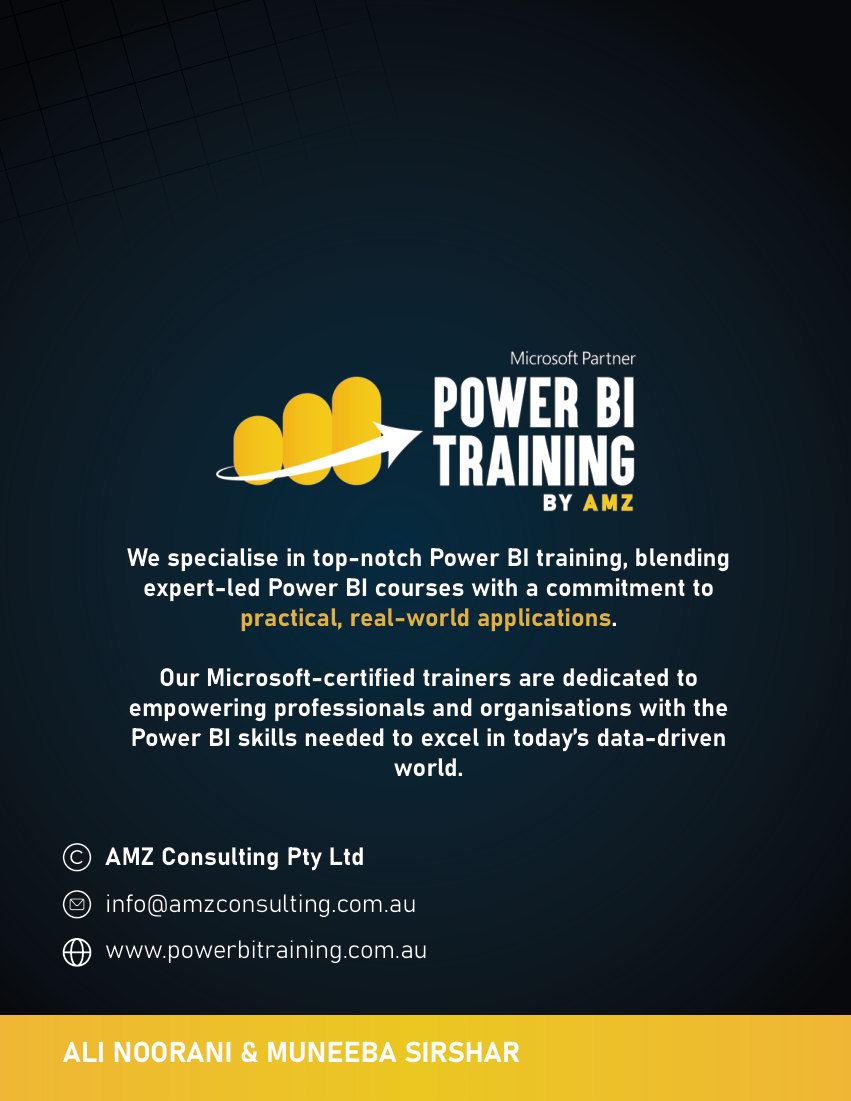 Microsoft Partner
POWER BI
TRAINING
BY AMZ
We specialise in top-notch Power BI training, blending
expert-led Power BI courses with a commitment to
practical, real-world applications.
Our Microsoft-certified trainers are dedicated to
empowering professionals and organisations with the
Power BI skills needed to excel in today’s data-driven
world.
© AMZ Consulting Pty Ltd
info@amzconsulting.com.au
www.powerbitraining.com.au
ALI NOORANI & MUNEEBA SIRSHAR